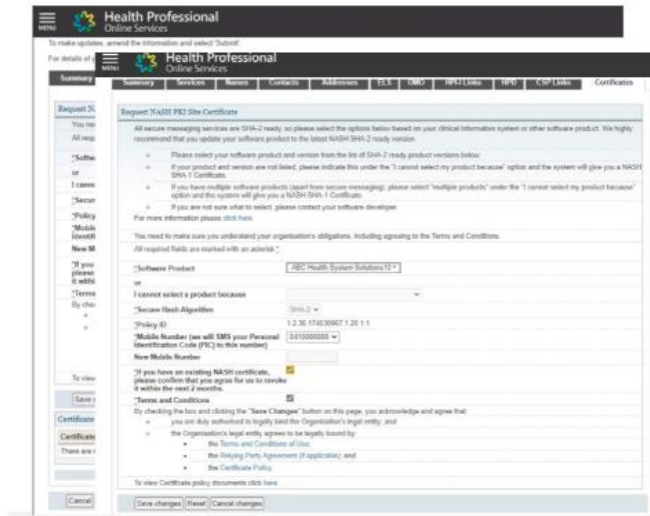 MENU
Health Professional
Online Services
To make updates, amend the information and select 'Submit'.
For details of
Summary
Request N
You ne
All req
*Softw
or
I canno
*Secur
*Policy
*Mobile
Identifi
New M
*If you
please
it withi
*Terms
By che
To view
Save
Certificate
Certificate
There are
Cancel
MENU
Health Professional
Online Services
Summary Services Names Contacts Addresses ELS OMO HPI-I Links HPD CSP Links Certificates
Request NASH PKI Site Certificate
All secure messaging services are SHA-2 ready, so please select the options below based on your clinical information system or other software product. We highly
recommend that you update your software product to the latest NASH SHA-2 ready version.
Please select your software product and version from the list of SHA-2 ready product versions below.
If your product and version are not listed, please indicate this under the "I cannot select my product because" option and the system will give you a NASH
SHA-1 Certificate.
If you have multiple software products (apart from secure messaging), please select "multiple products" under the "I cannot select my product because"
option and the system will give you a NASH SHA-1 Certificate.
If you are not sure what to select, please contact your software developer
For more information please click here
You need to make sure you understand your organisation's obligations, including agreeing to the Terms and Conditions.
All required fields are marked with an asterisk *
*Software Product ABC Health System Solutions10
or
I cannot select a product because
*Secure Hash Algorithm SHA-2
*Policy ID 1.2.36.174030967.1.20.1.1
*Mobile Number (we will SMS your Personal 0410000000
Identification Code (PIC) to this number)
New Mobile Number
*If you have an existing NASH certificate,
please confirm that you agree for us to revoke
it within the next 2 months.
*Terms and Conditions
By checking the box and clicking the "Save Changes" button on this page, you acknowledge and agree that:
you are duly authorised to legally bind the Organisation's legal entity; and
the Organisation's legal entity agrees to be legally bound by:
the Terms and Conditions of Use;
the Relying Party Agreement (if applicable); and
the Certificate Policy.
To view Certificate policy documents click here
Save changes Reset Cancel changes